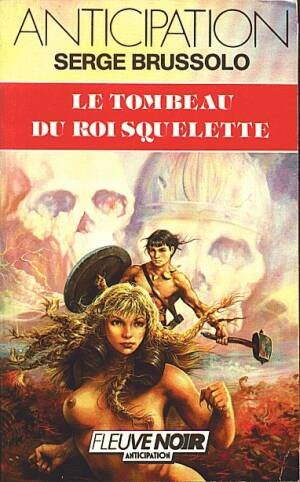 ANTICIPATION
SERGE BRUSSOLO
LE TOMBEAU
DU ROI SQUELETTE
FLEUVE NOIR
ANTICIPATION